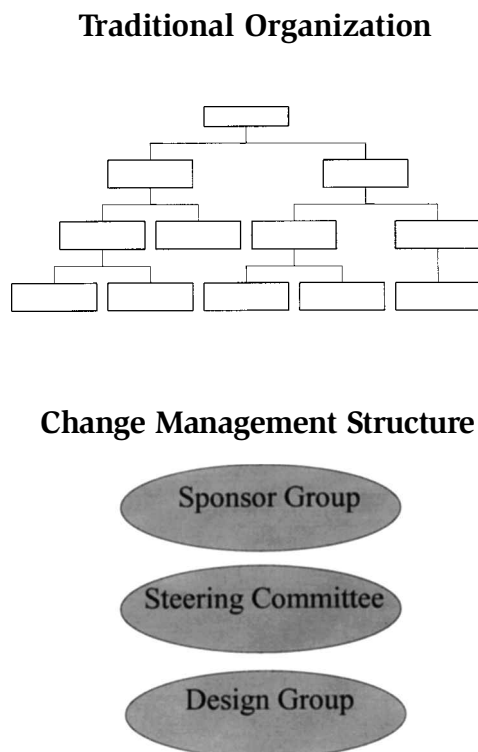 Traditional Organization
Change Management Structure
Sponsor Group
Steering Committee
Design Group